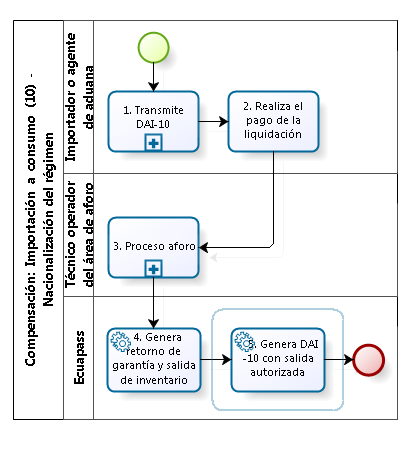 Compensación: Importación a consumo (10) -
Nacionalización del régimen
Importador o agente
de aduana
1. Transmite
DAI-10
2. Realiza el
pago de la
liquidación
Técnico operador
del área de aforo
3. Proceso aforo
Ecuapass
4. Genera
retorno de
garantía y salida
de inventario
5. Genera DAI
-10 con salida
autorizada